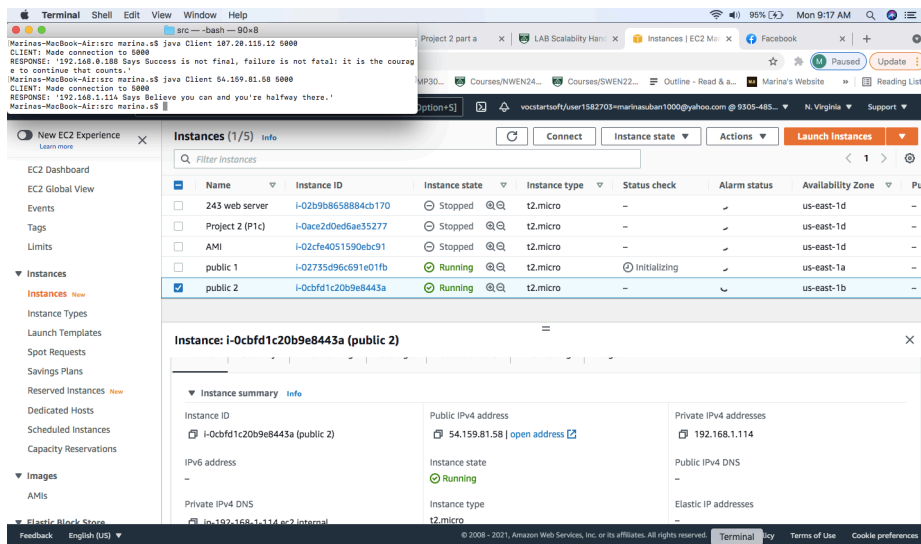 Terminal Shell Edit View Window Help 95% Mon 9:17 AM
src — -bash — 90×8
Marinas-MacBook-Air:src marina.s$ java Client 107.20.115.12 5000
CLIENT: Made connection to 5000
RESPONSE: '192.168.0.188 Says Success is not final, failure is not fatal: it is the courag
e to continue that counts.'
Marinas-MacBook-Air:src marina.s$ java Client 54.159.81.58 5000
CLIENT: Made connection to 5000
RESPONSE: '192.168.1.114 Says Believe you can and you're halfway there.'
Marinas-MacBook-Air:src marina.s$
Project 2 part a × LAB Scalability Han × Instances | EC2 Ma × Facebook × +
M Paused Update
MP30... Courses/NWEN24... Courses/SWEN22... Outline - Read & a... Marina's Website » Reading List
Option+S] vocstartsoft/user1582703=marinasuban1000@yahoo.com @ 9305-485... N. Virginia Support
New EC2 Experience
Learn more
EC2 Dashboard
EC2 Global View
Events
Tags
Limits
Instances
Instances New
Instance Types
Launch Templates
Spot Requests
Savings Plans
Reserved Instances New
Dedicated Hosts
Scheduled Instances
Capacity Reservations
Images
AMIs
Elastic Block Store
Instances (1/5) Info Connect Instance state Actions Launch Instances
Filter instances 1
Name Instance ID Instance state Instance type Status check Alarm status Availability Zone Pu
243 web server i-02b9b8658884cb170 Stopped t2.micro – us-east-1d –
Project 2 (P1c) i-0ace2d0ed6ae35277 Stopped t2.micro – us-east-1d –
AMI i-02cfe4051590ebc91 Stopped t2.micro – us-east-1d –
public 1 i-02735d96c691e01fb Running t2.micro Initializing us-east-1a –
public 2 i-0cbfd1c20b9e8443a Running t2.micro – us-east-1b –
Instance: i-0cbfd1c20b9e8443a (public 2)
Instance summary Info
Instance ID Public IPv4 address Private IPv4 addresses
i-0cbfd1c20b9e8443a (public 2) 54.159.81.58 | open address 192.168.1.114
IPv6 address Instance state Public IPv4 DNS
– Running –
Private IPv4 DNS Instance type Elastic IP addresses
ip-192-168-1-114.ec2.internal t2.micro –
Feedback English (US) © 2008 - 2021, Amazon Web Services, Inc. or its affiliates. All rights reserved. Terminal licy Terms of Use Cookie preferences